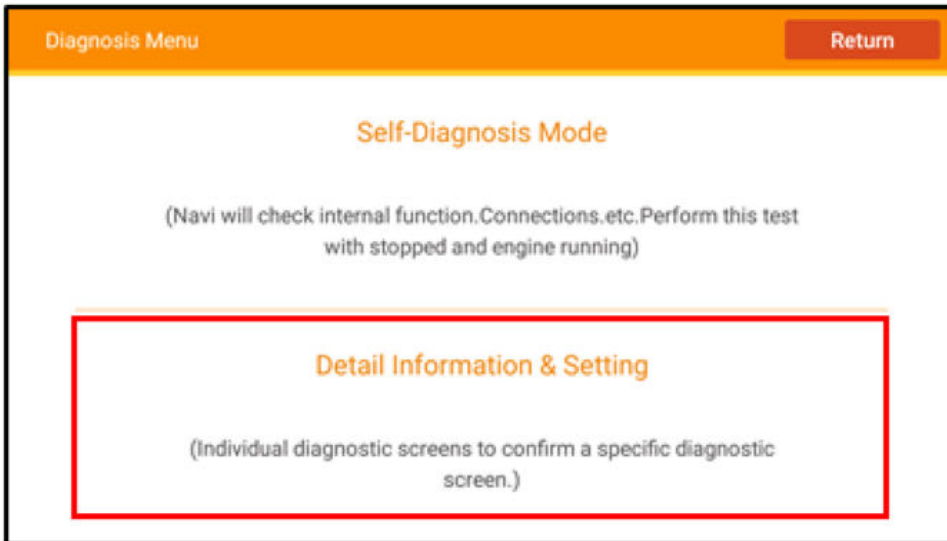 Diagnosis Menu
Return
Self-Diagnosis Mode
(Navi will check internal function.Connections.etc.Perform this test
with stopped and engine running)
Detail Information & Setting
(Individual diagnostic screens to confirm a specific diagnostic
screen.)